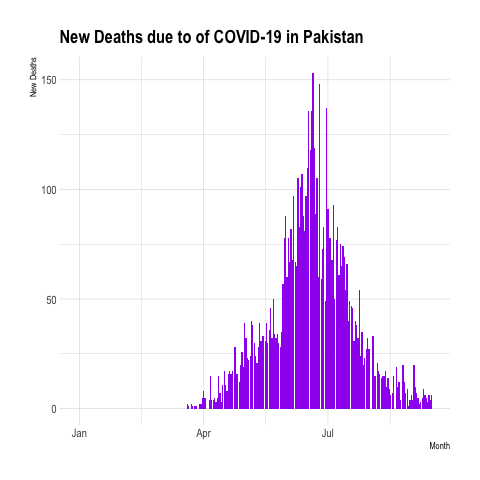 New Deaths due to of COVID-19 in Pakistan
New Deaths
150
100
50
0
Jan Apr Jul
Month